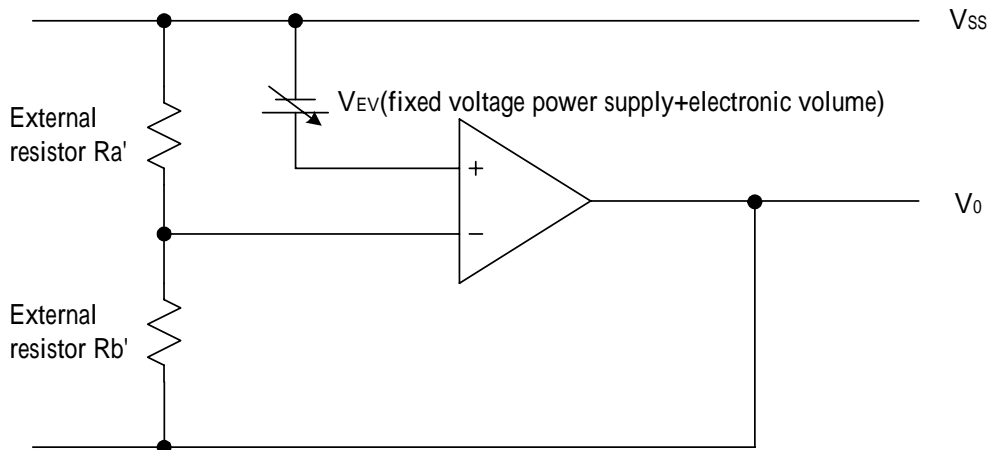 VSS
External
resistor Ra'
VEV(fixed voltage power supply+electronic volume)
+
V0
−
External
resistor Rb'